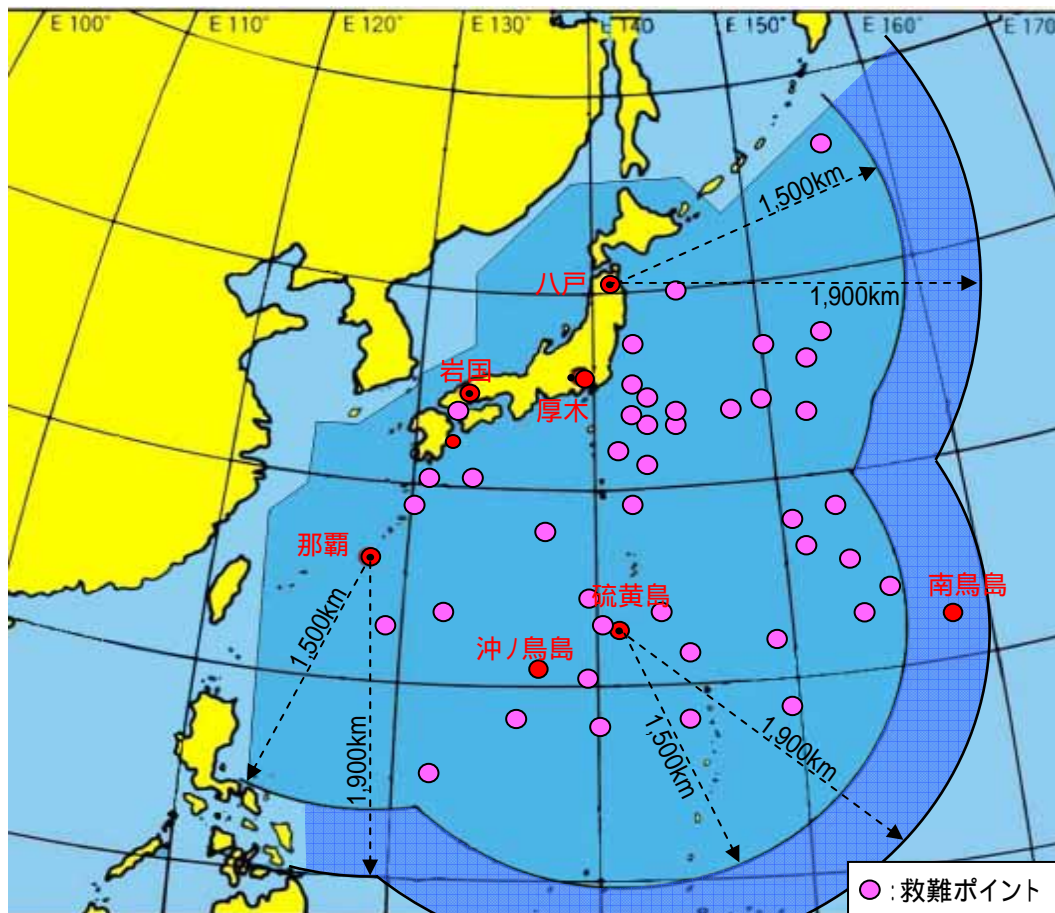 E 100°
E 110°
E 120°
E 130°
E 140°
E 150°
E 160°
E 170°
1,500km
八戸
1,900km
岩国
厚木
那覇
硫黄島
南鳥島
1,500km
沖ノ鳥島
1,900km
1,500km
1,900km
:救難ポイント